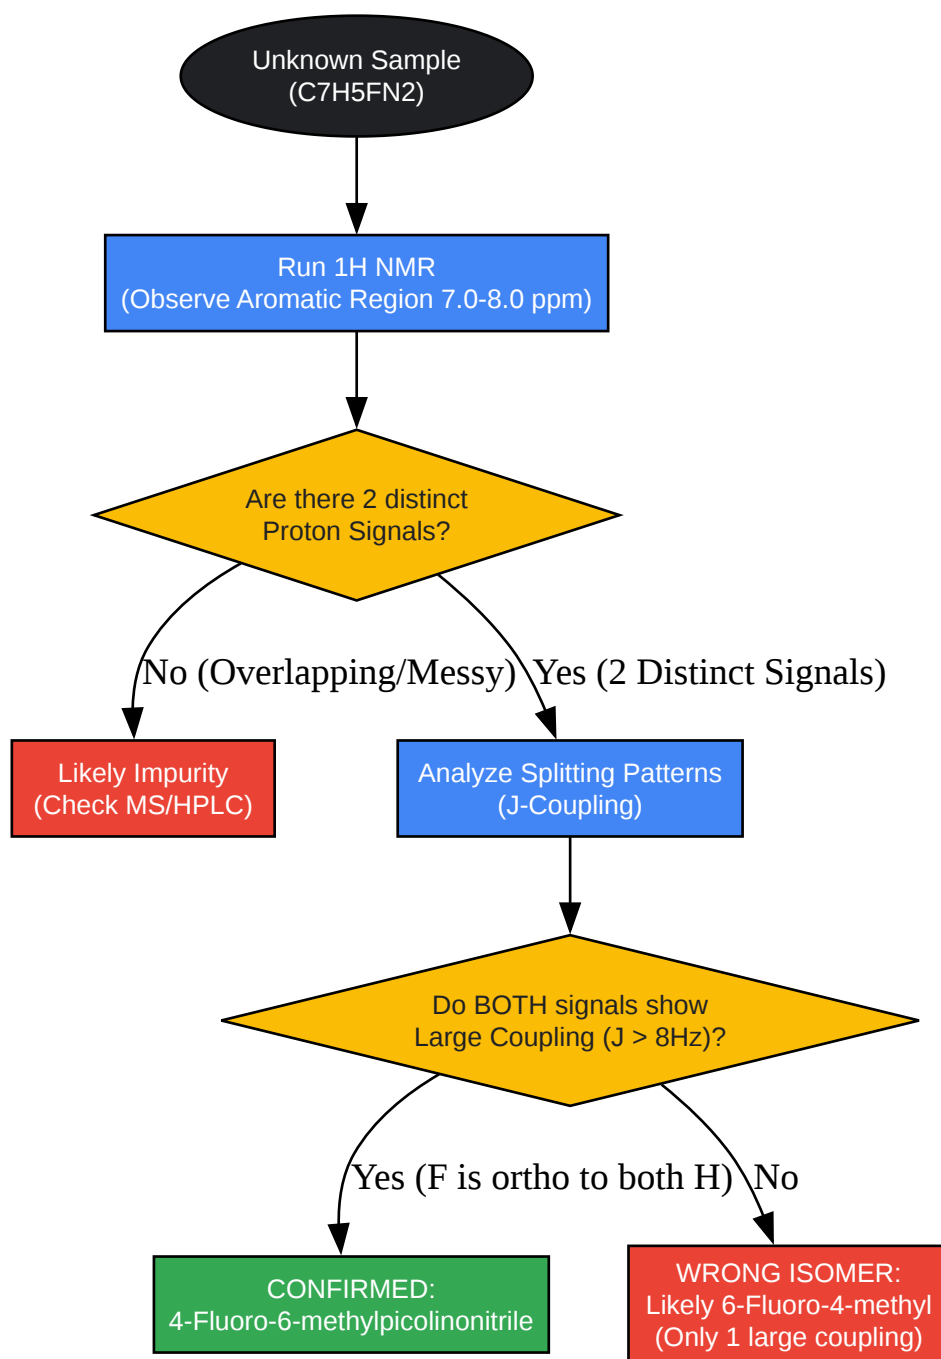 Unknown Sample
(C7H5FN2)
Run 1H NMR
(Observe Aromatic Region 7.0-8.0 ppm)
Are there 2 distinct
Proton Signals?
No (Overlapping/Messy)
Yes (2 Distinct Signals)
Likely Impurity
(Check MS/HPLC)
Analyze Splitting Patterns
(J-Coupling)
Do BOTH signals show
Large Coupling (J > 8Hz)?
Yes (F is ortho to both H)
No
CONFIRMED:
4-Fluoro-6-methylpicolinonitrile
WRONG ISOMER:
Likely 6-Fluoro-4-methyl
(Only 1 large coupling)